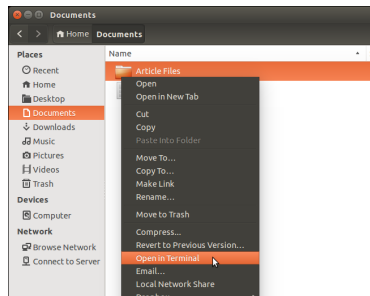 Documents
Home Documents
Places
Recent
Home
Desktop
Documents
Downloads
Music
Pictures
Videos
Trash
Devices
Computer
Network
Browse Network
Connect to Server
Name
Article Files
Open
Open in New Tab
Cut
Copy
Paste Into Folder
Move To...
Copy To...
Make Link
Rename...
Move to Trash
Compress...
Revert to Previous Version...
Open in Terminal
Email...
Local Network Share